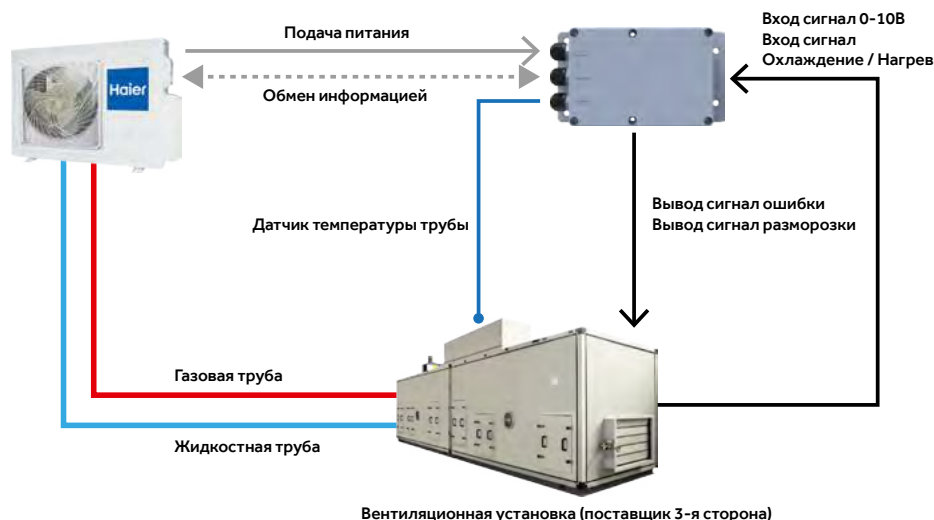 Подача питания
Haier
Обмен информацией
Вход сигнал 0-10В
Вход сигнал
Охлаждение / Нагрев
Датчик температуры трубы
Вывод сигнал ошибки
Вывод сигнал разморозки
Газовая труба
Жидкостная труба
Вентиляционная установка (поставщик 3-я сторона)